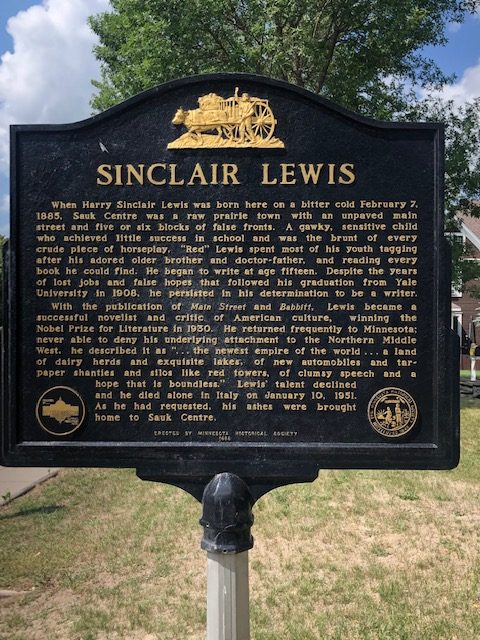 SINCLAIR LEWIS
When Harry Sinclair Lewis was born here on a bitter cold February 7,
1885, Sauk Centre was a raw prairie town with an unpaved main
street and five or six blocks of false fronts. A gawky, sensitive child
who achieved little success in school and was the brunt of every
crude piece of horseplay, "Red" Lewis spent most of his youth tagging
after his adored older brother and doctor-father, and reading every
book he could find. He began to write at age fifteen. Despite the years
of lost jobs and false hopes that followed his graduation from Yale
University in 1908, he persisted in his determination to be a writer.
With the publication of Main Street and Babbitt, Lewis became a
successful novelist and critic of American culture, winning the
Nobel Prize for Literature in 1930. He returned frequently to Minnesota;
never able to deny his underlying attachment to the Northern Middle
West, he described it as "... the newest empire of the world ... a land
of dairy herds and exquisite lakes, of new automobiles and tar-
paper shanties and silos like red towers, of clumsy speech and a
hope that is boundless." Lewis' talent declined
and he died alone in Italy on January 10, 1951.
As he had requested, his ashes were brought
home to Sauk Centre.
ERECTED BY MINNESOTA HISTORICAL SOCIETY